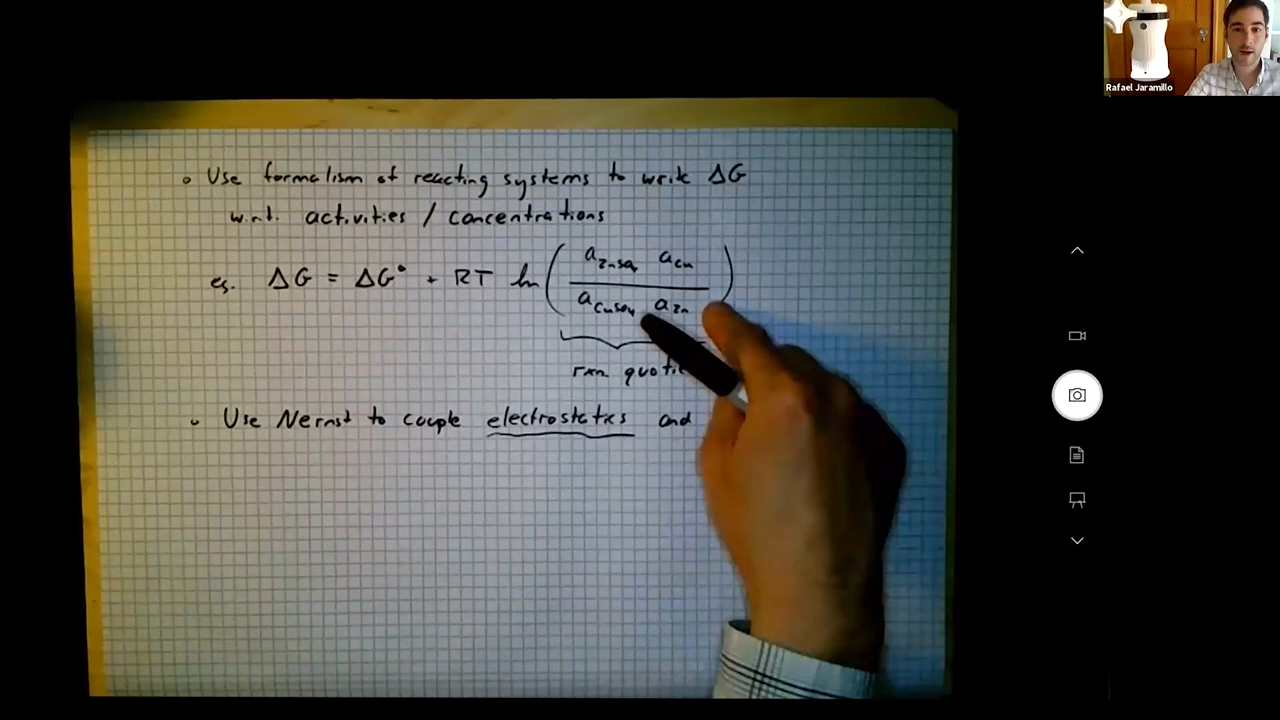 Rafael Jaramillo
• Use formalism of reacting systems to write ΔG
w.r.t. activities / concentrations
eg. ΔG = ΔG° + RT ln( a_ZnSO₄ a_Cu / a_CuSO₄ a_Zn )
rxn. quoti
• Use Nernst to couple electrostatics and